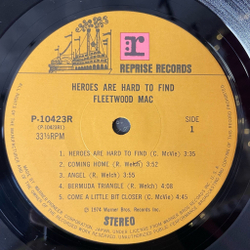 r
REPRISE RECORDS
HEROES ARE HARD TO FIND
FLEETWOOD MAC
P-10423R
(P-10423R1)
33⅓RPM
SIDE
1
1. HEROES ARE HARD TO FIND (C. McVie) 3:35
2. COMING HOME (R. Welch) 3:52
3. ANGEL (R. Welch) 3:55
4. BERMUDA TRIANGLE (R. Welch) 4:08
5. COME A LITTLE BIT CLOSER (C. McVie) 4:45
Ⓟ 1974 Warner Bros. Records Inc.
STEREO